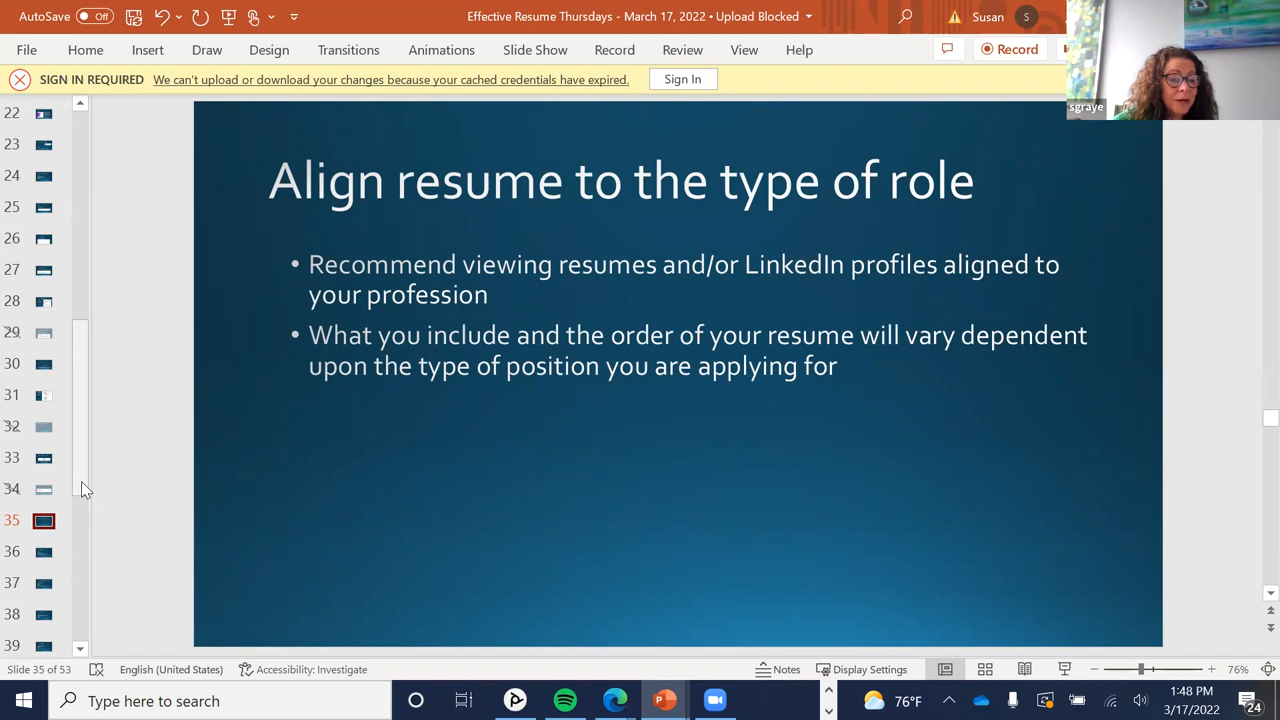 AutoSave Off
Effective Resume Thursdays - March 17, 2022 • Upload Blocked
Susan
S
File Home Insert Draw Design Transitions Animations Slide Show Record Review View Help
Record
SIGN IN REQUIRED We can't upload or download your changes because your cached credentials have expired. Sign In
sgraye
22
23
24
25
26
27
28
29
30
31
32
33
34
35
36
37
38
39
Align resume to the type of role
• Recommend viewing resumes and/or LinkedIn profiles aligned to
your profession
• What you include and the order of your resume will vary dependent
upon the type of position you are applying for
Slide 35 of 53 English (United States) Accessibility: Investigate Notes Display Settings 76%
Type here to search
76°F
1:48 PM
3/17/2022
24